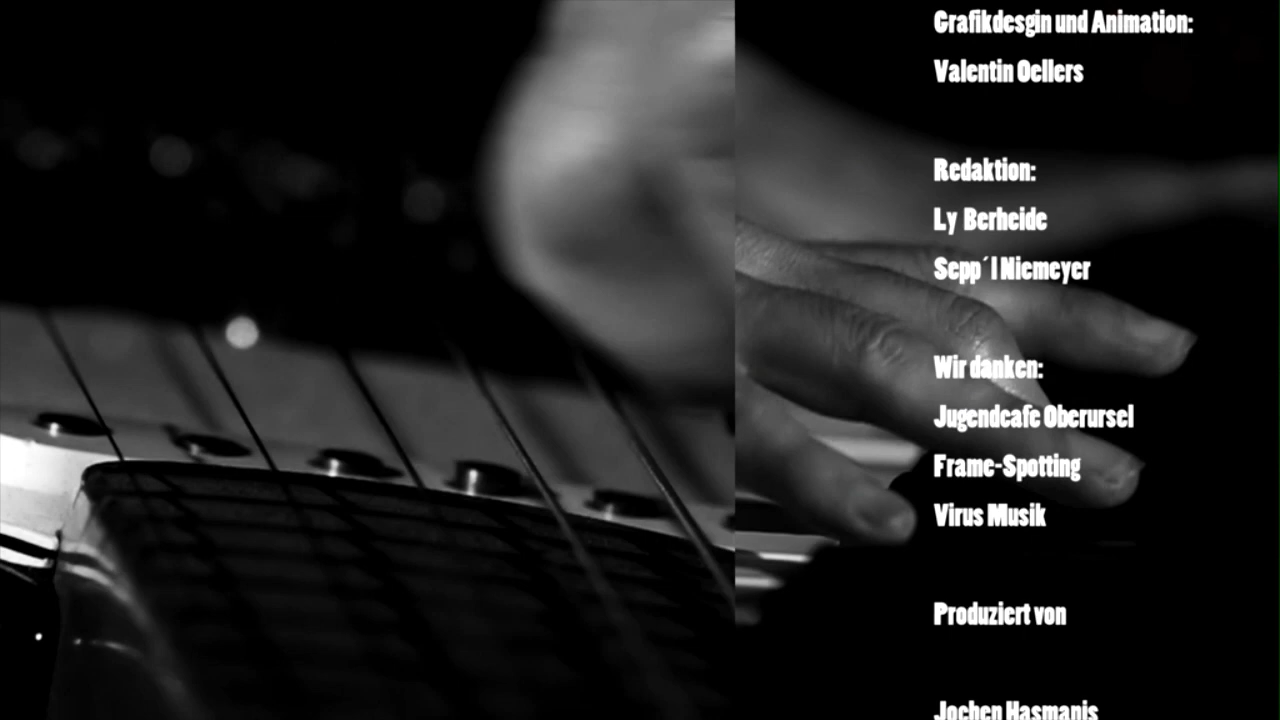 Grafikdesgin und Animation:
Valentin Oellers
Redaktion:
Ly Berheide
Sepp´l Niemeyer
Wir danken:
Jugendcafe Oberursel
Frame-Spotting
Virus Musik
Produziert von
Jochen Hasmanis